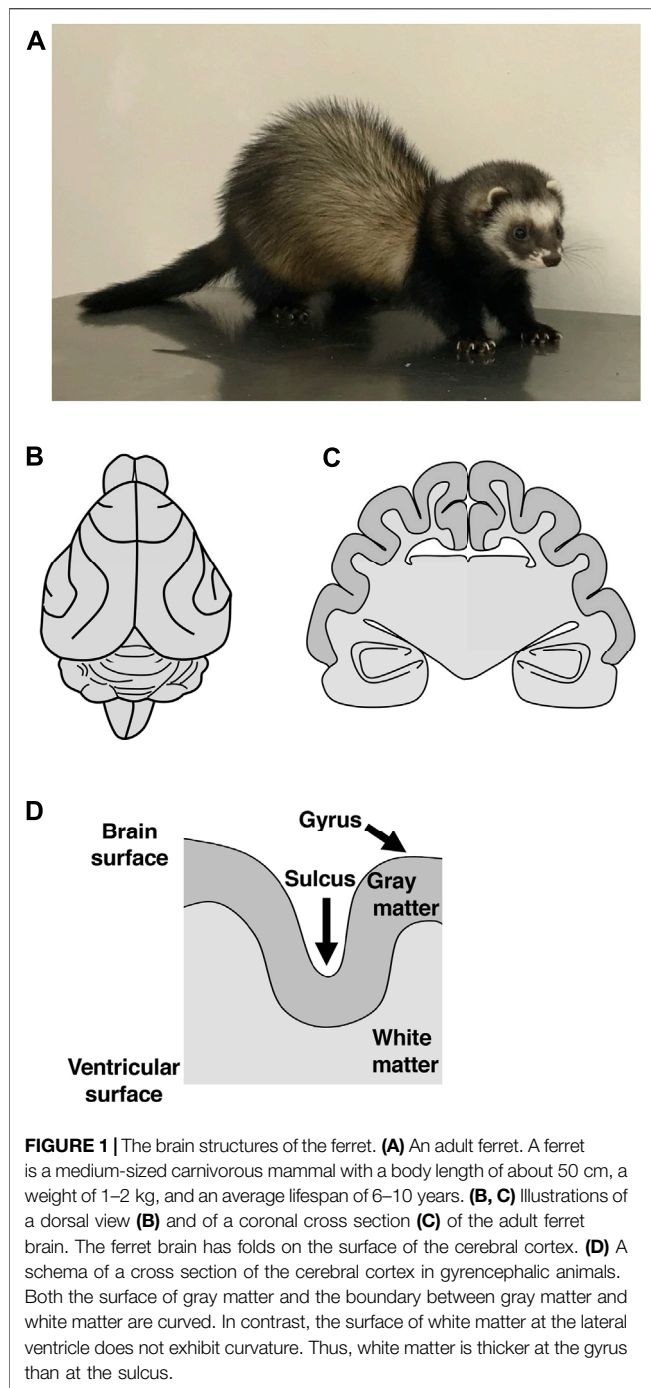 A
B
C
D
Brain
surface
Gyrus
Sulcus
Gray
matter
White
matter
Ventricular
surface
FIGURE 1 | The brain structures of the ferret. (A) An adult ferret. A ferret
is a medium-sized carnivorous mammal with a body length of about 50 cm, a
weight of 1–2 kg, and an average lifespan of 6–10 years. (B, C) Illustrations of
a dorsal view (B) and of a coronal cross section (C) of the adult ferret
brain. The ferret brain has folds on the surface of the cerebral cortex. (D) A
schema of a cross section of the cerebral cortex in gyrencephalic animals.
Both the surface of gray matter and the boundary between gray matter and
white matter are curved. In contrast, the surface of white matter at the lateral
ventricle does not exhibit curvature. Thus, white matter is thicker at the gyrus
than at the sulcus.